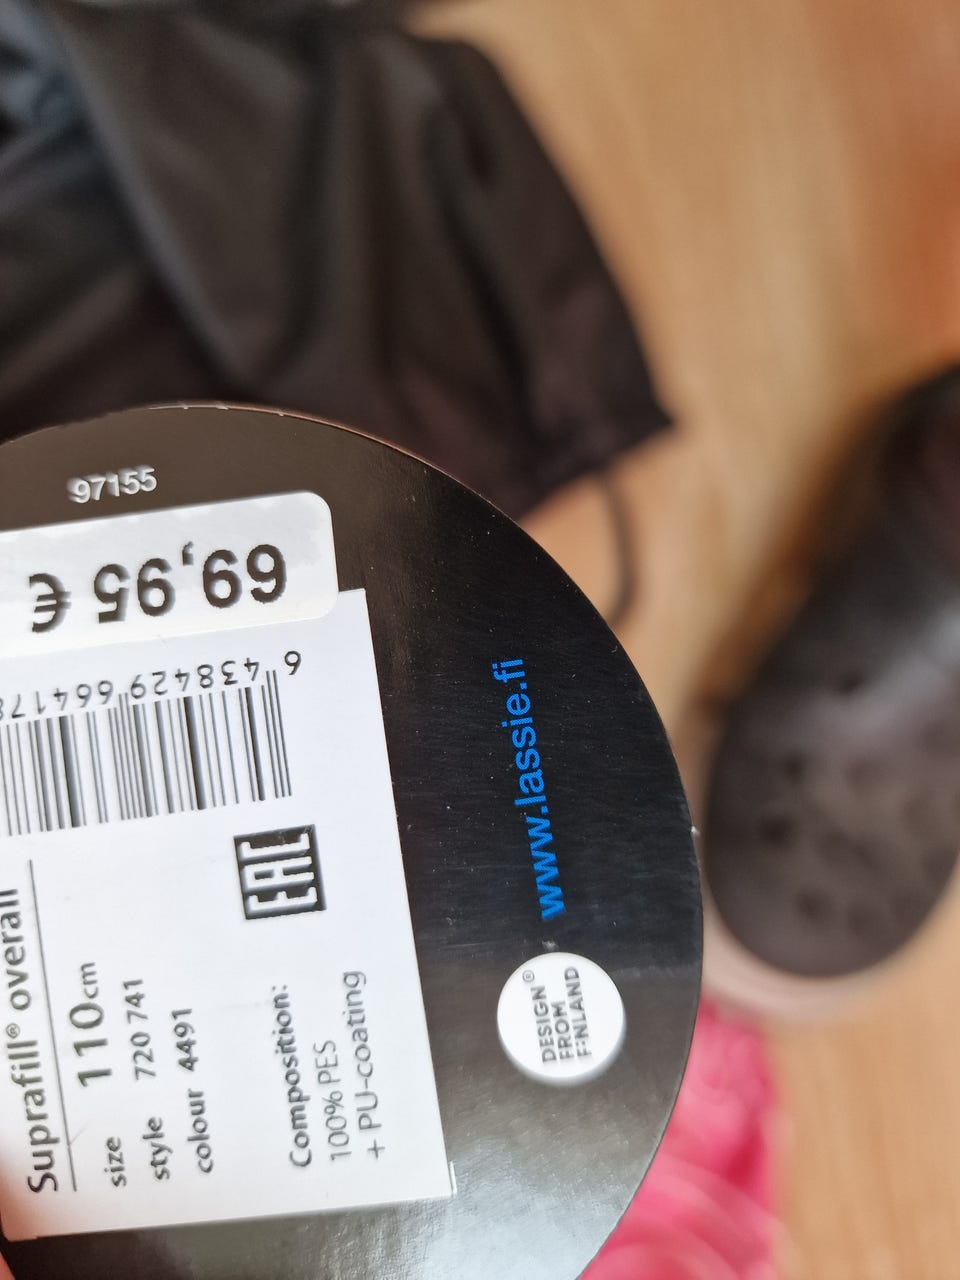 97155
69,95 €
6 438429 664178
EAC
Suprafill® overall
size 110cm
style 720 741
colour 4491
Composition:
100% PES
+ PU-coating
www.lassie.fi
DESIGN®
FROM
FINLAND